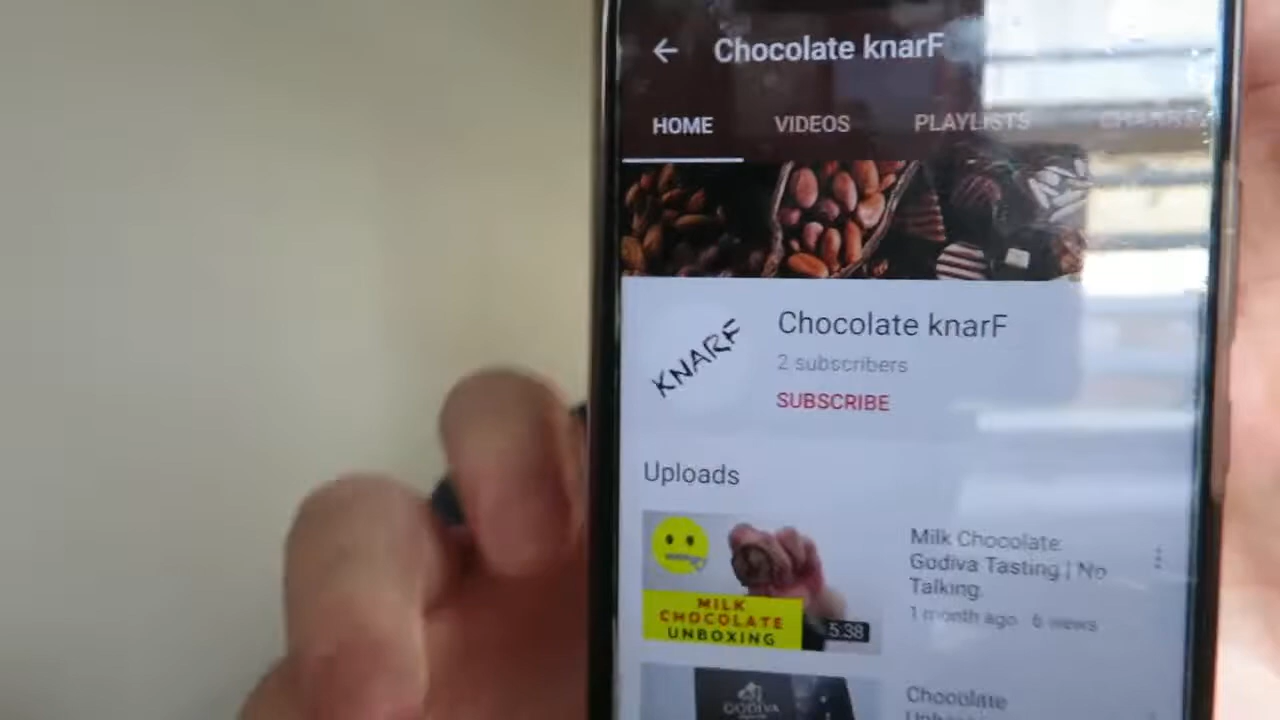 Chocolate knarF
HOME VIDEOS PLAYLISTS CHANNELS
KNARF
Chocolate knarF
2 subscribers
SUBSCRIBE
Uploads
MILK
CHOCOLATE
UNBOXING
5:38
Milk Chocolate:
Godiva Tasting | No
Talking.
1 month ago 6 views
GODIVA
Chocolate